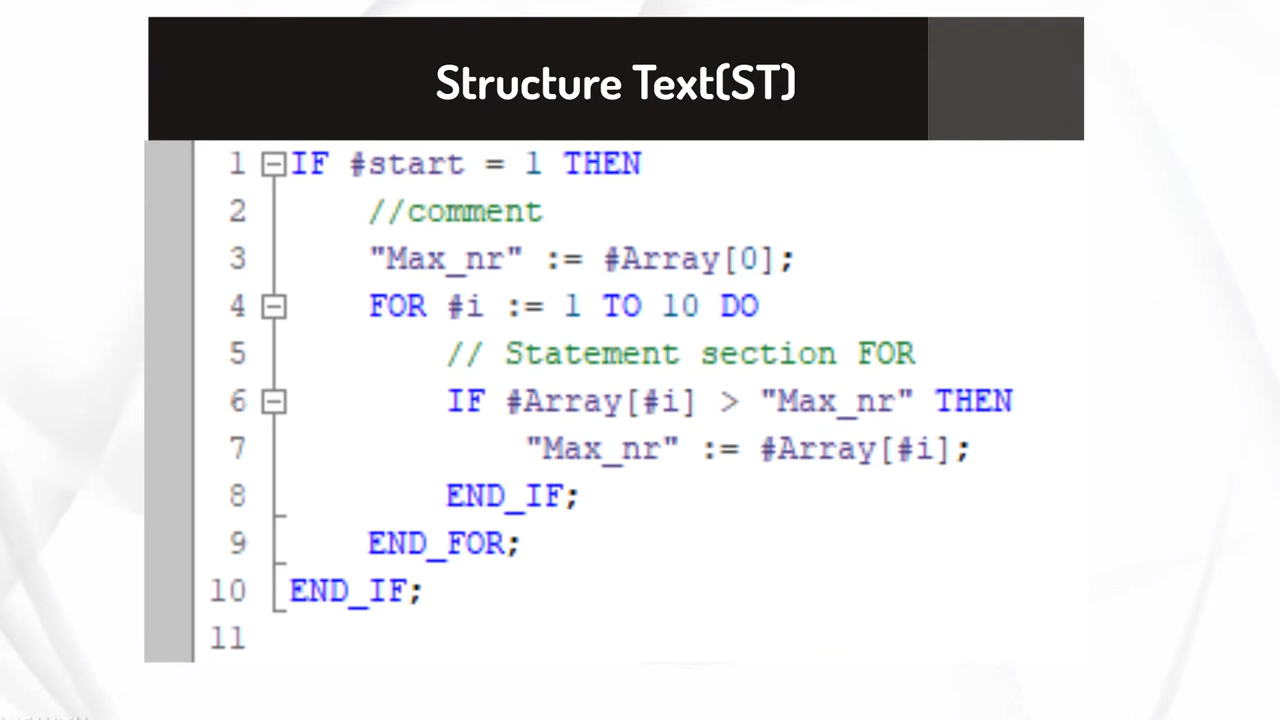 Structure Text(ST)
1 IF #start = 1 THEN
2 //comment
3 "Max_nr" := #Array[0];
4 FOR #i := 1 TO 10 DO
5 // Statement section FOR
6 IF #Array[#i] > "Max_nr" THEN
7 "Max_nr" := #Array[#i];
8 END_IF;
9 END_FOR;
10 END_IF;
11